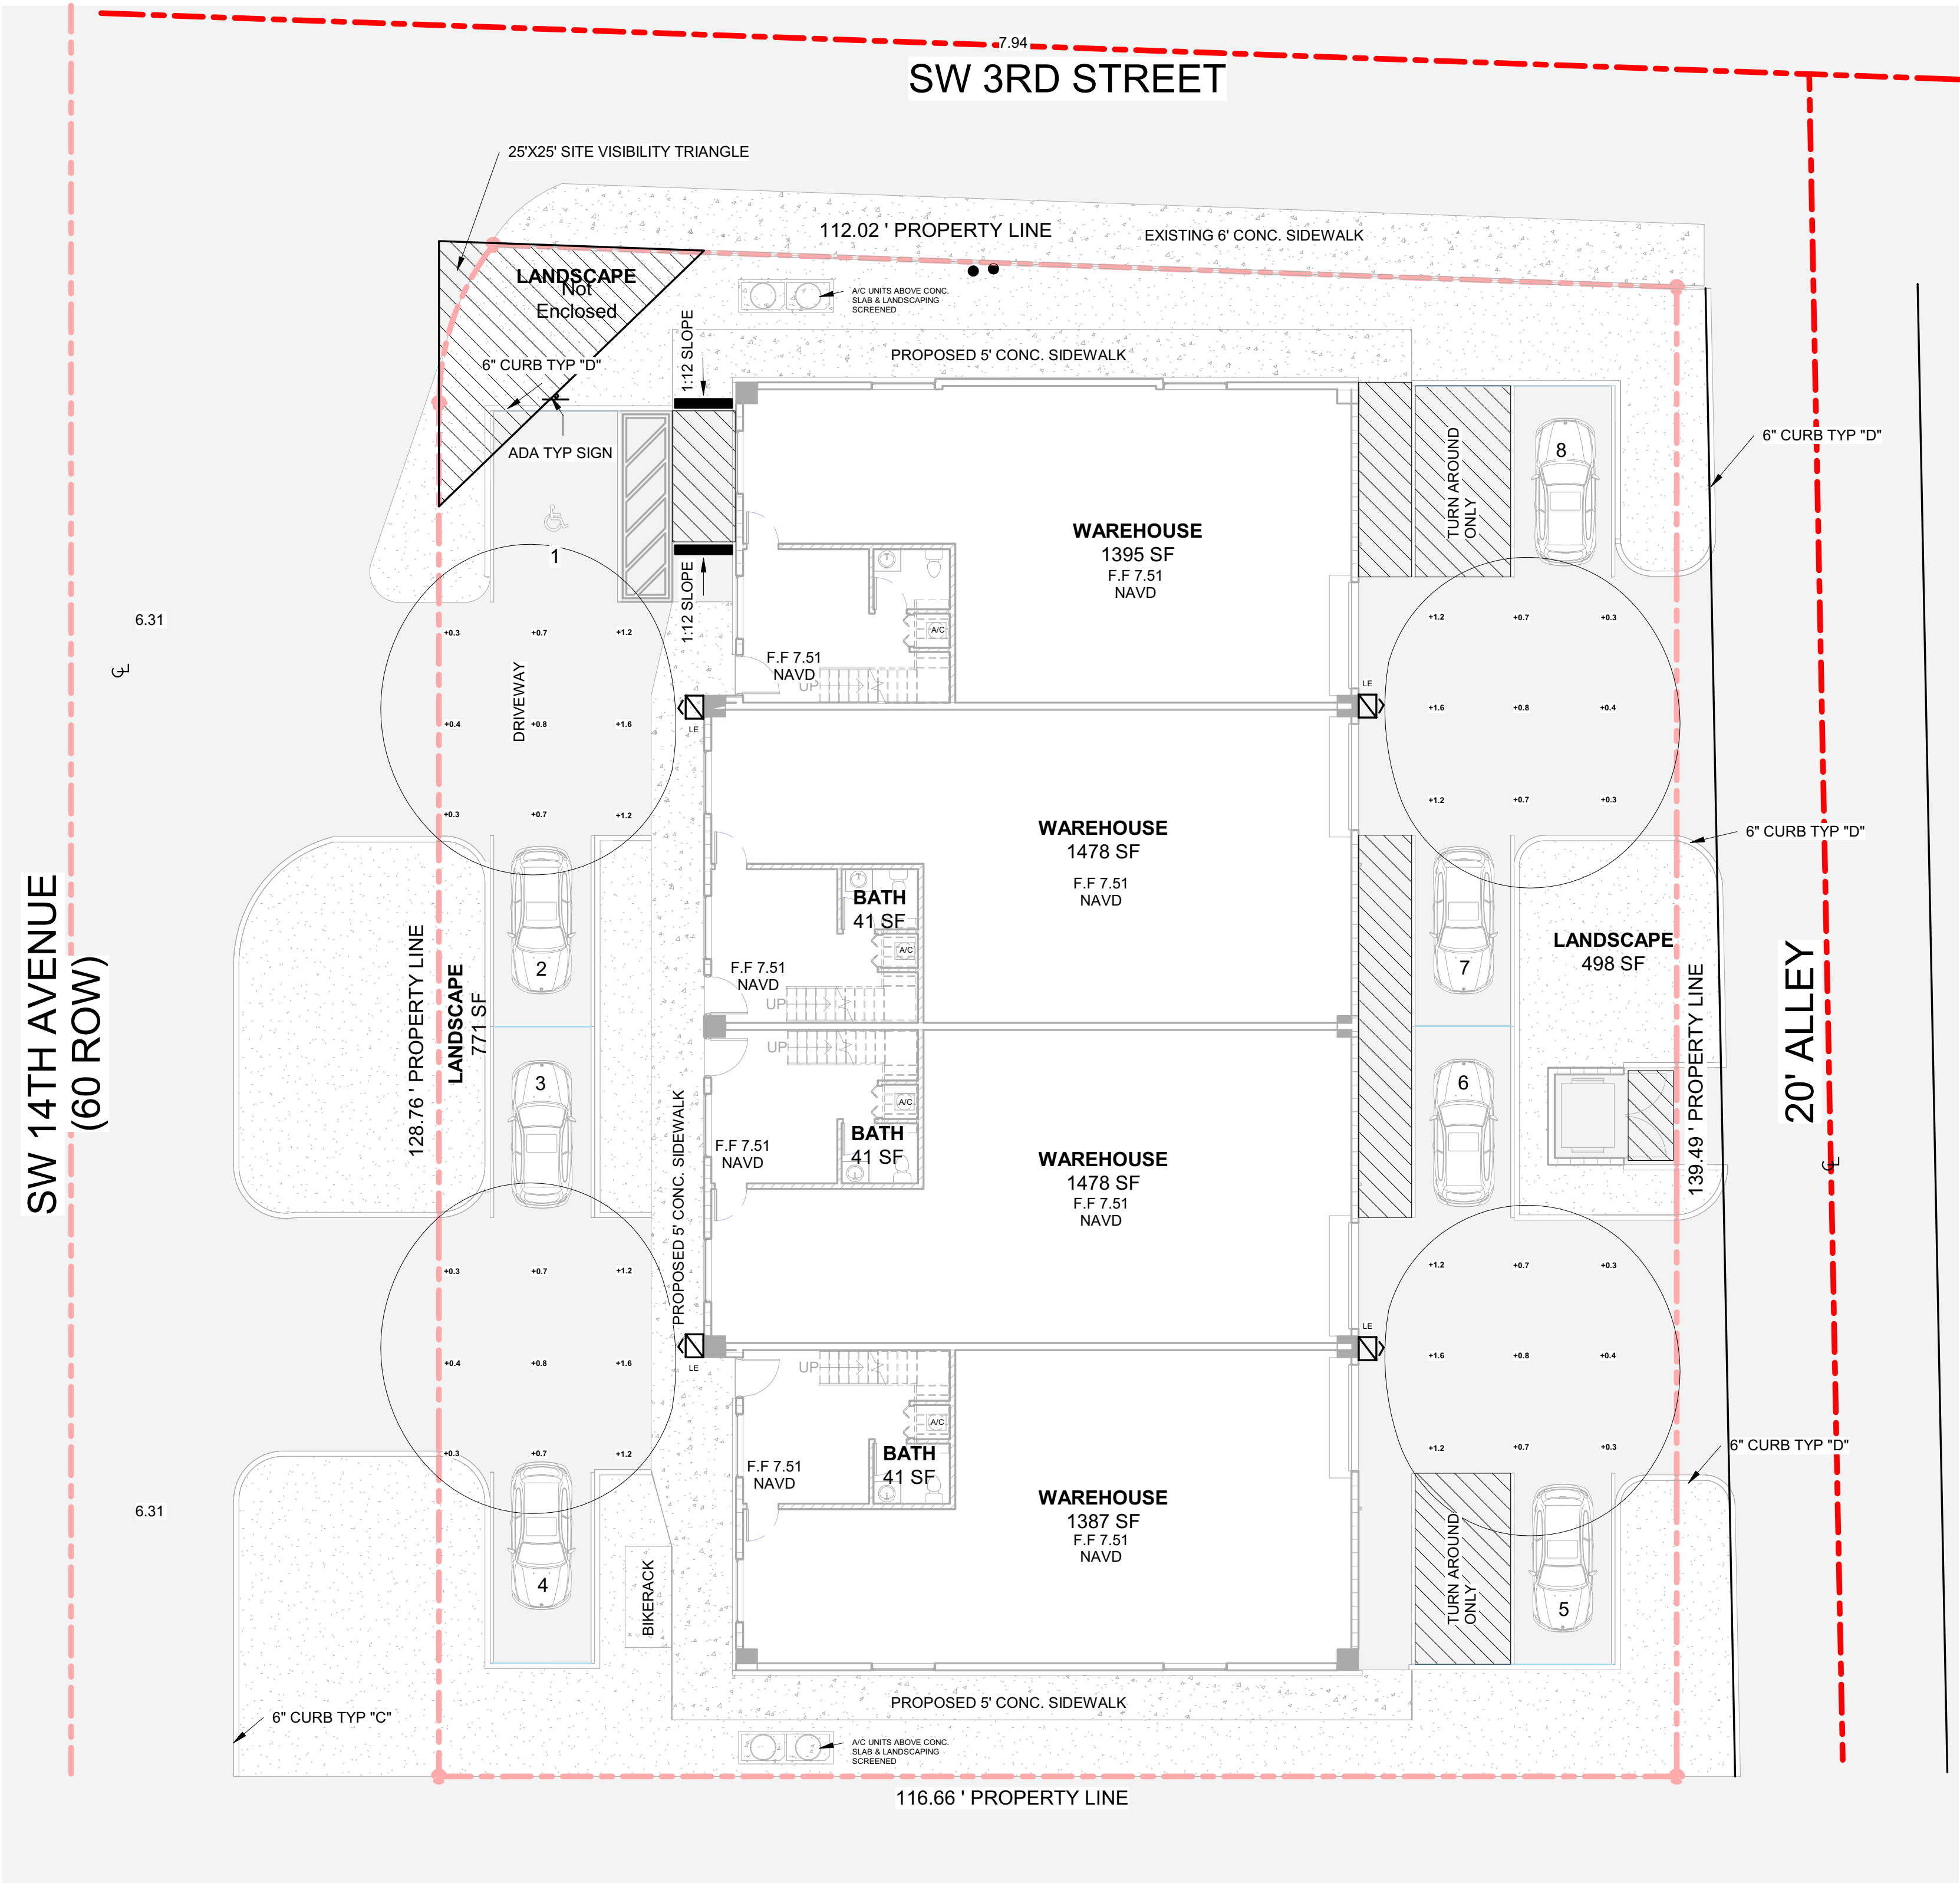 7.94
SW 3RD STREET
25'X25' SITE VISIBILITY TRIANGLE
112.02 ' PROPERTY LINE
EXISTING 6' CONC. SIDEWALK
LANDSCAPE
Not
Enclosed
A/C UNITS ABOVE CONC.
SLAB & LANDSCAPING
SCREENED
1:12 SLOPE
PROPOSED 5' CONC. SIDEWALK
6" CURB TYP "D"
ADA TYP SIGN
6" CURB TYP "D"
TURN AROUND
ONLY
8
WAREHOUSE
1395 SF
F.F 7.51
NAVD
1
1:12 SLOPE
6.31
+0.3
+0.7
+1.2
A/C
+1.2
+0.7
+0.3
F.F 7.51
NAVD
UP
DRIVEWAY
LE
LE
+0.4
+0.8
+1.6
+1.6
+0.8
+0.4
+0.3
+0.7
+1.2
+1.2
+0.7
+0.3
WAREHOUSE
1478 SF
F.F 7.51
NAVD
6" CURB TYP "D"
BATH
41 SF
A/C
2
7
LANDSCAPE
498 SF
F.F 7.51
NAVD
UP
SW 14TH AVENUE
(60 ROW)
128.76 ' PROPERTY LINE
LANDSCAPE
771 SF
139.49 ' PROPERTY LINE
20' ALLEY
UP
3
6
A/C
BATH
41 SF
F.F 7.51
NAVD
WAREHOUSE
1478 SF
F.F 7.51
NAVD
PROPOSED 5' CONC. SIDEWALK
+0.3
+0.7
+1.2
+1.2
+0.7
+0.3
LE
LE
+0.4
+0.8
+1.6
+1.6
+0.8
+0.4
UP
A/C
+0.3
+0.7
+1.2
+1.2
+0.7
+0.3
6" CURB TYP "D"
BATH
41 SF
F.F 7.51
NAVD
WAREHOUSE
1387 SF
F.F 7.51
NAVD
6.31
4
BIKERACK
TURN AROUND
ONLY
5
PROPOSED 5' CONC. SIDEWALK
6" CURB TYP "C"
A/C UNITS ABOVE CONC.
SLAB & LANDSCAPING
SCREENED
116.66 ' PROPERTY LINE